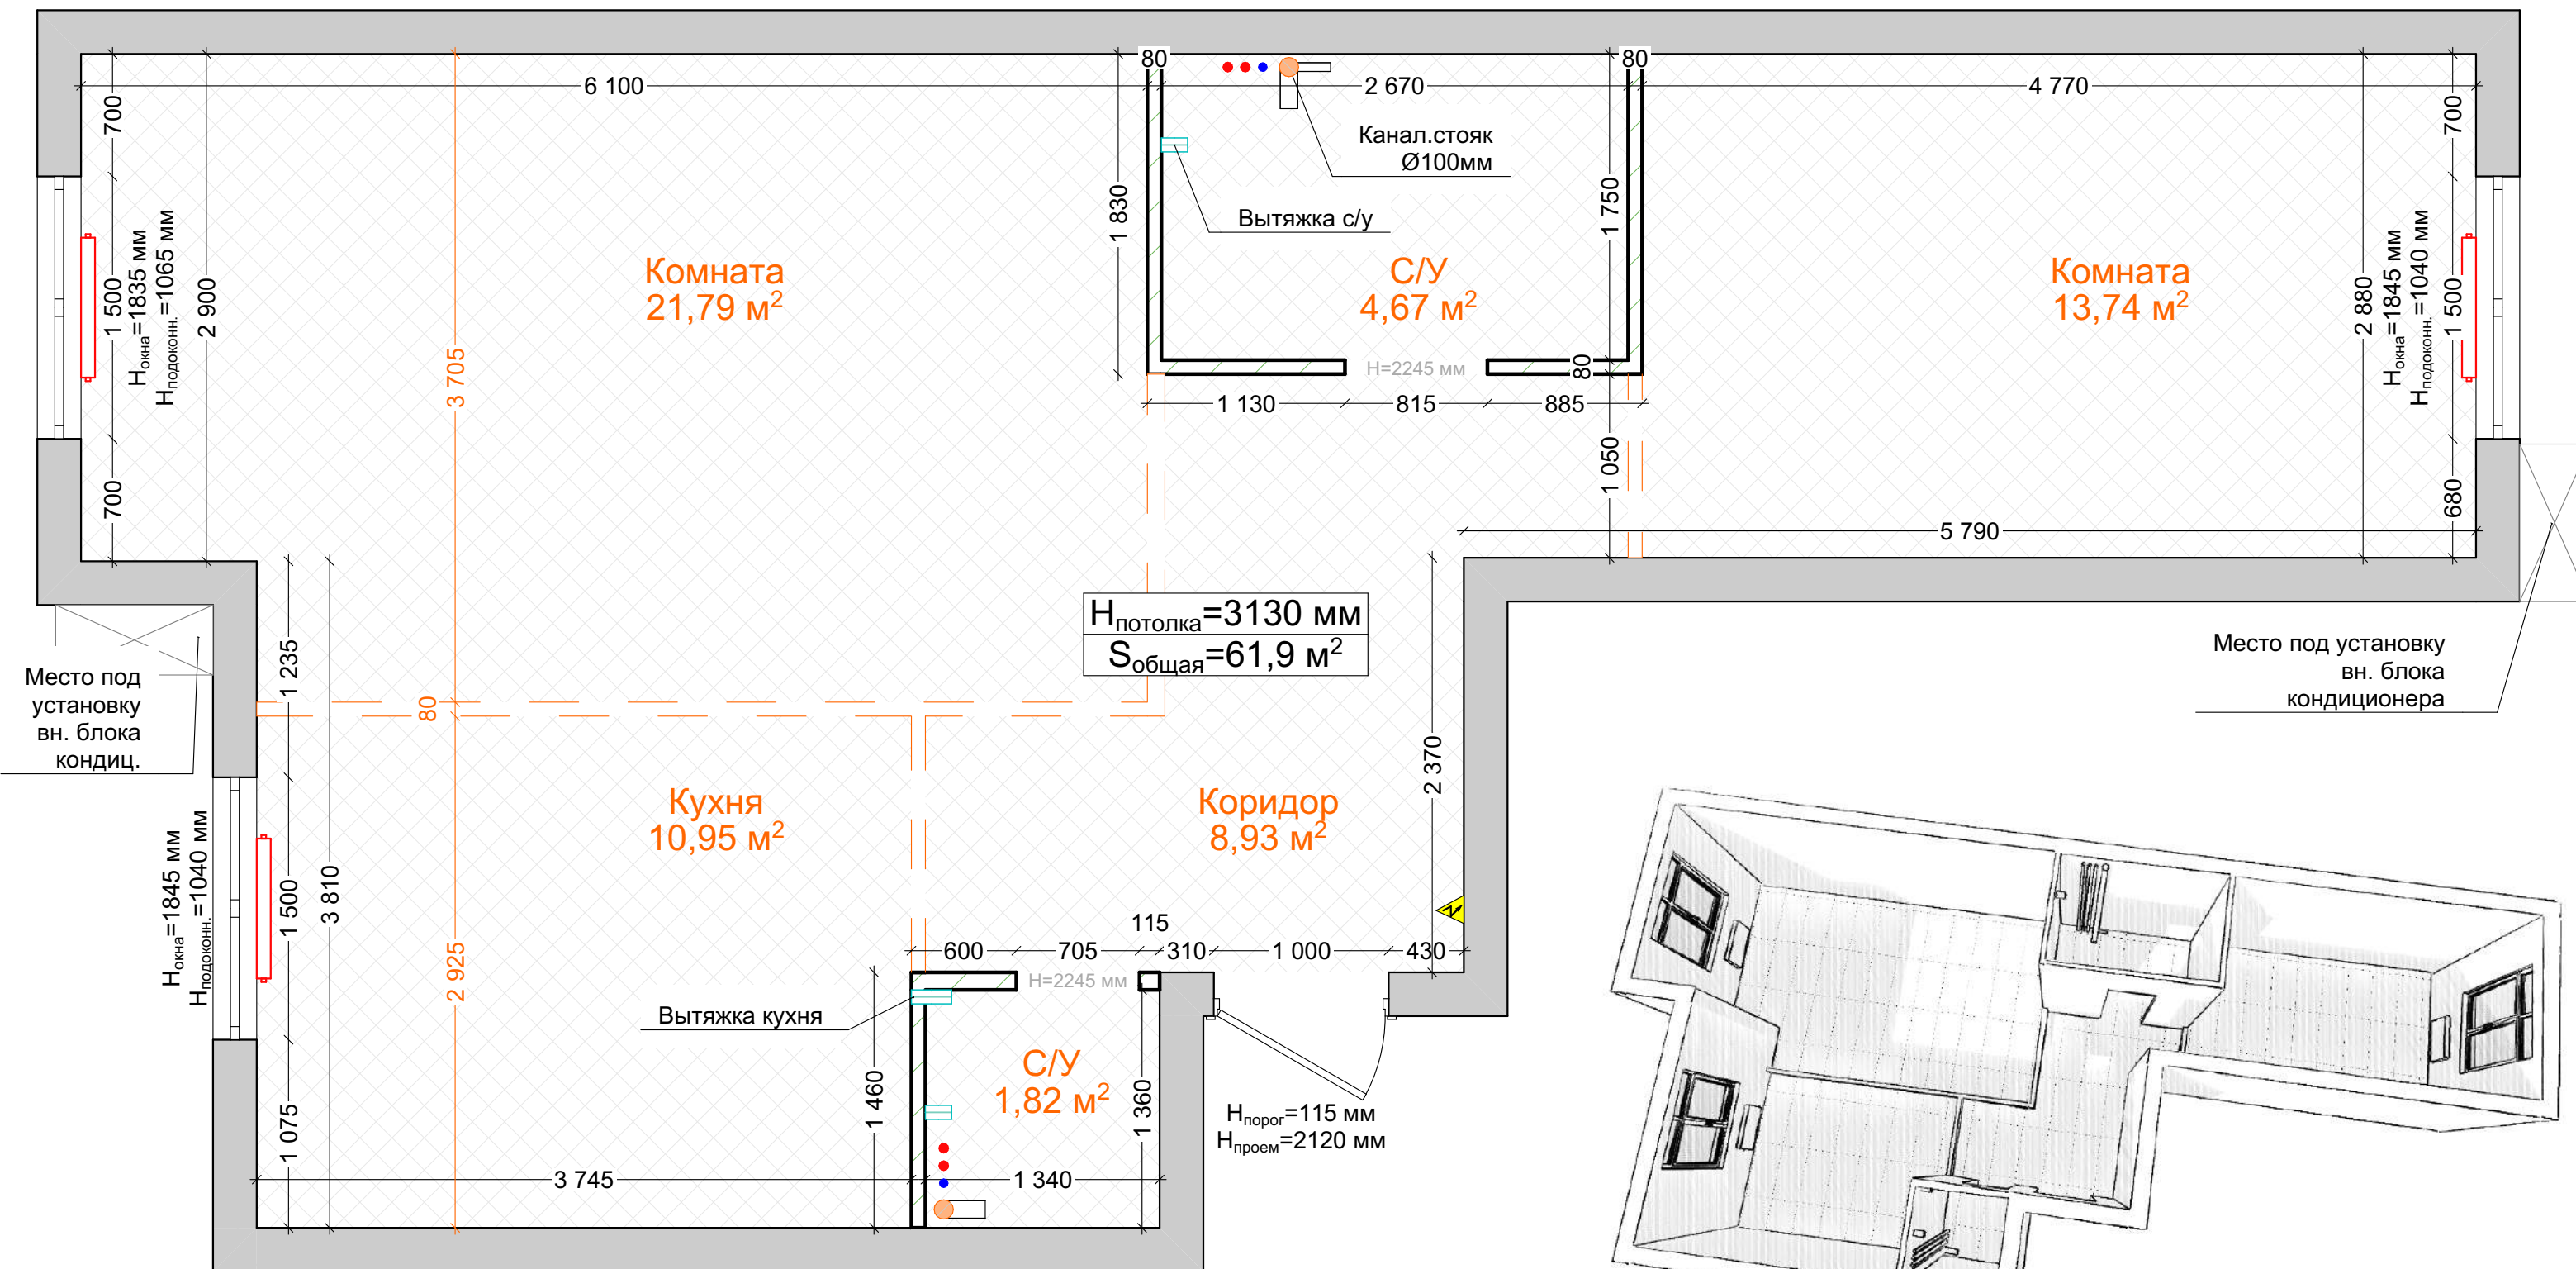 80
80
6 100
2 670
4 770
700
700
Канал.стояк
Ø100мм
1 830
1 750
Вытяжка с/у
Комната
21,79 м²
С/У
4,67 м²
Комната
13,74 м²
1 500
Hокна=1835 мм
Hподоконн.=1065 мм
2 900
3 705
2 880
Hокна=1845 мм
Hподоконн.=1040 мм
1 500
H=2245 мм
80
1 130
815
885
1 050
700
680
5 790
Hпотолка=3130 мм
Sобщая=61,9 м²
1 235
80
Место под
установку
вн. блока
кондиц.
Место под установку
вн. блока
кондиционера
2 370
Кухня
10,95 м²
Коридор
8,93 м²
Hокна=1845 мм
Hподоконн.=1040 мм
1 500
3 810
2 925
115
600
705
310
1 000
430
H=2245 мм
Вытяжка кухня
С/У
1,82 м²
1 075
1 460
1 360
Hпорог=115 мм
Hпроем=2120 мм
3 745
1 340